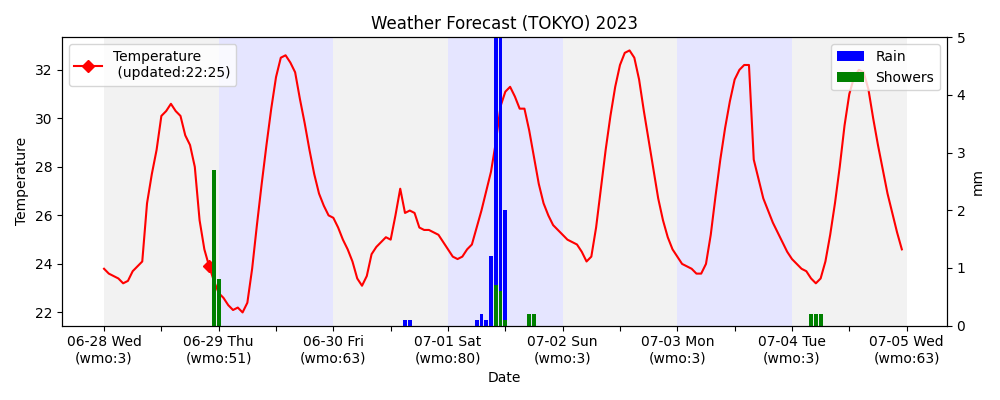 Weather Forecast (TOKYO) 2023
Temperature
(updated:22:25)
Rain
Showers
Temperature
32
30
28
26
24
22
5
4
3
2
1
0
mm
06-28 Wed
(wmo:3)
06-29 Thu
(wmo:51)
06-30 Fri
(wmo:63)
07-01 Sat
(wmo:80)
07-02 Sun
(wmo:3)
07-03 Mon
(wmo:3)
07-04 Tue
(wmo:3)
07-05 Wed
(wmo:63)
Date